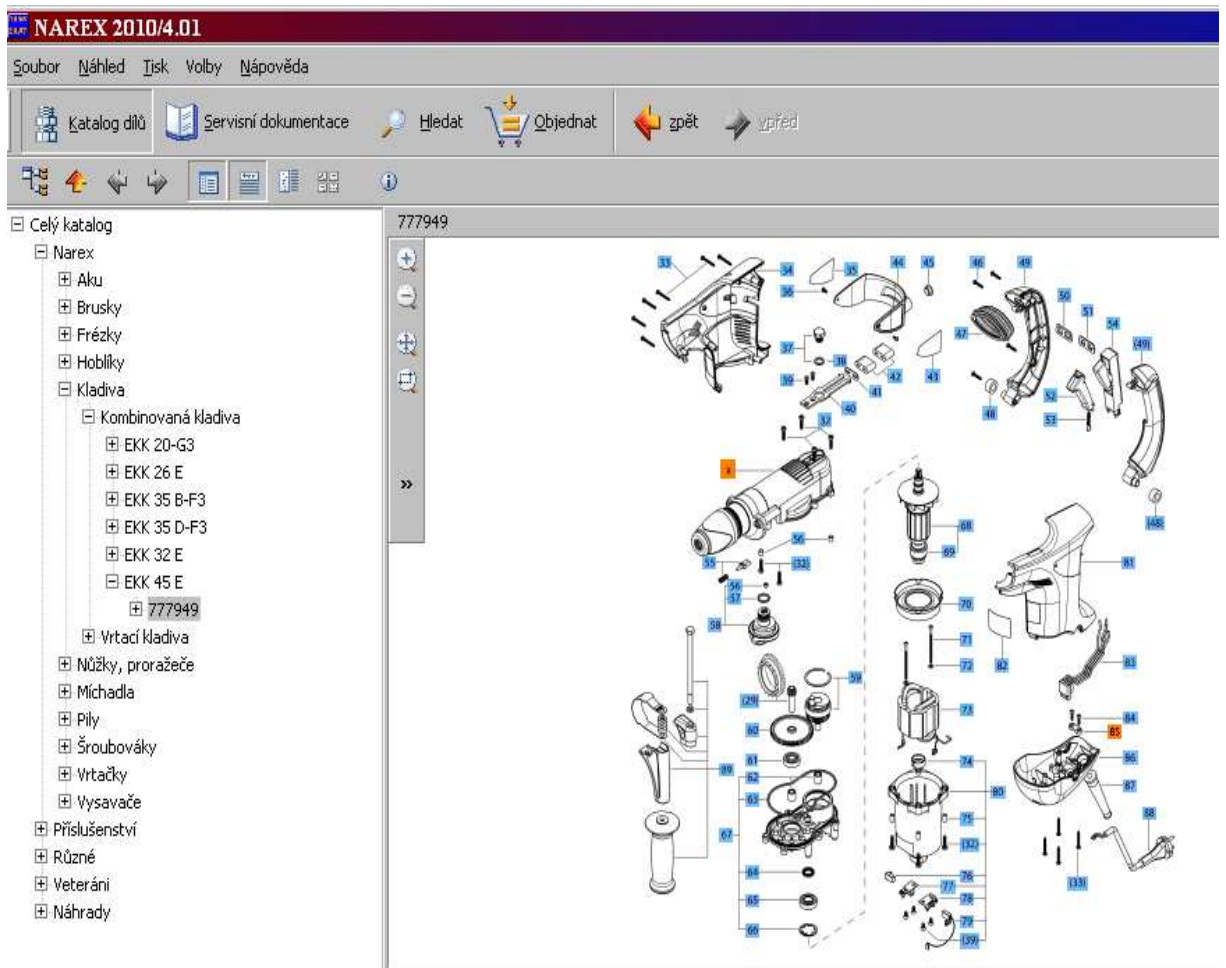 NAREX 2010/4.01
Soubor Náhled Tisk Volby Nápověda
Katalog dílů Servisní dokumentace Hledat Objednat zpět vpřed
Celý katalog
Narex
Aku
Brusky
Frézky
Hoblíky
Kladiva
Kombinovaná kladiva
EKK 20-G3
EKK 26 E
EKK 35 B-F3
EKK 35 D-F3
EKK 32 E
EKK 45 E
777949
Vrtací kladiva
Nůžky, proražeče
Míchadla
Pily
Šroubováky
Vrtačky
Vysavače
Příslušenství
Různé
Veteráni
Náhrady
777949
»
33 34 35 44 45 46 49
36 50 51 54
47 (49)
37 38 42 43
39 41
40 48 52
53
32
(48)
68
69
56 81
55 (32)
56
57 70
58
71
72 82 83
59
(29) 73
84
60 85
61 74 86
89 62 80 87
63 75 88
67 (32)
64 76 (33)
65 77
78
66 79
(39)